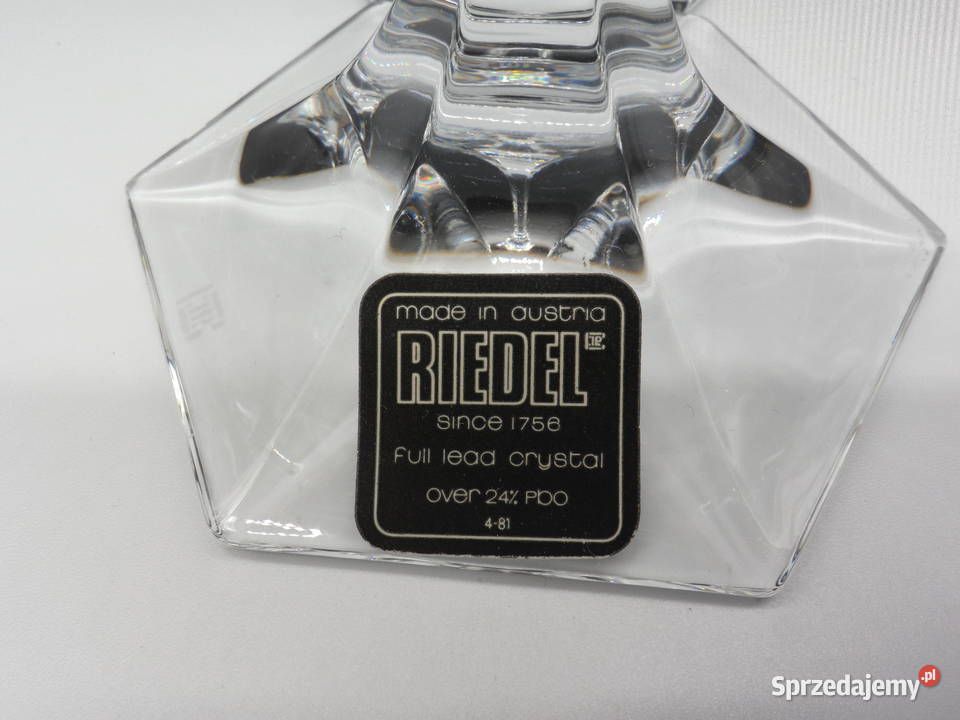 made in austria
RIEDEL
since 1756
full lead crystal
over 24% Pbo
4-81
Sprzedajemy.pl